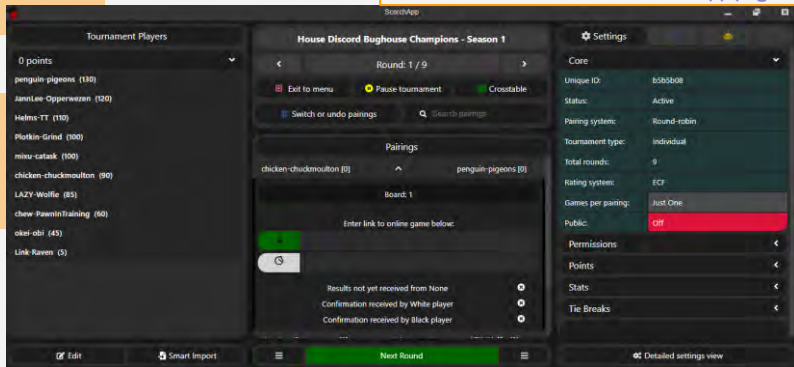 ScorchApp
Tournament Players
0 points
penguin-pigeons (130)
JannLee-Opperwezen (120)
Helms-TT (110)
Plotkin-Grind (100)
mixu-catask (100)
chicken-chuckmoulton (90)
LAZY-Wolfie (85)
chew-PawnInTraining (60)
okei-obi (45)
Link-Raven (5)
Edit
Smart Import
House Discord Bughouse Champions - Season 1
Round: 1 / 9
Exit to menu
Pause tournament
Crosstable
Switch or undo pairings
Search pairings
Pairings
chicken-chuckmoulton [0]
penguin-pigeons [0]
Board: 1
Enter link to online game below:
Results not yet received from None
Confirmation received by White player
Confirmation received by Black player
Next Round
Settings
Core
Unique ID: b5b5b08
Status: Active
Pairing system: Round-robin
Tournament type: Individual
Total rounds: 9
Rating system: ECF
Games per pairing: Just One
Public: Off
Permissions
Points
Stats
Tie Breaks
Detailed settings view